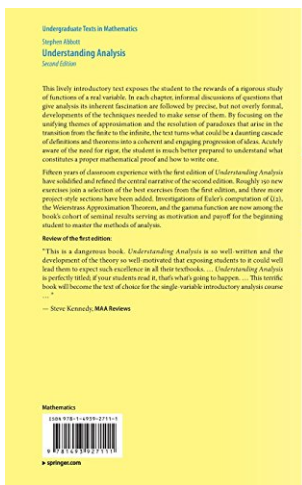 Undergraduate Texts in Mathematics
Stephen Abbott
Understanding Analysis
Second Edition
This lively introductory text exposes the student to the rewards of a rigorous study
of functions of a real variable. In each chapter, informal discussions of questions that
give analysis its inherent fascination are followed by precise, but not overly formal,
developments of the techniques needed to make sense of them. By focusing on the
unifying themes of approximation and the resolution of paradoxes that arise in the
transition from the finite to the infinite, the text turns what could be a daunting cascade
of definitions and theorems into a coherent and engaging progression of ideas. Acutely
aware of the need for rigor, the student is much better prepared to understand what
constitutes a proper mathematical proof and how to write one.
Fifteen years of classroom experience with the first edition of Understanding Analysis
have solidified and refined the central narrative of the second edition. Roughly 150 new
exercises join a selection of the best exercises from the first edition, and three more
project-style sections have been added. Investigations of Euler's computation of ζ(2),
the Weierstrass Approximation Theorem, and the gamma function are now among the
book's cohort of seminal results serving as motivation and payoff for the beginning
student to master the methods of analysis.
Review of the first edition:
"This is a dangerous book. Understanding Analysis is so well-written and the
development of the theory so well-motivated that exposing students to it could well
lead them to expect such excellence in all their textbooks. … Understanding Analysis
is perfectly titled; if your students read it, that's what's going to happen. … This terrific
book will become the text of choice for the single-variable introductory analysis course
… "
— Steve Kennedy, MAA Reviews
Mathematics
ISBN 978-1-4939-2711-1
9 781493 927111
▸ springer.com